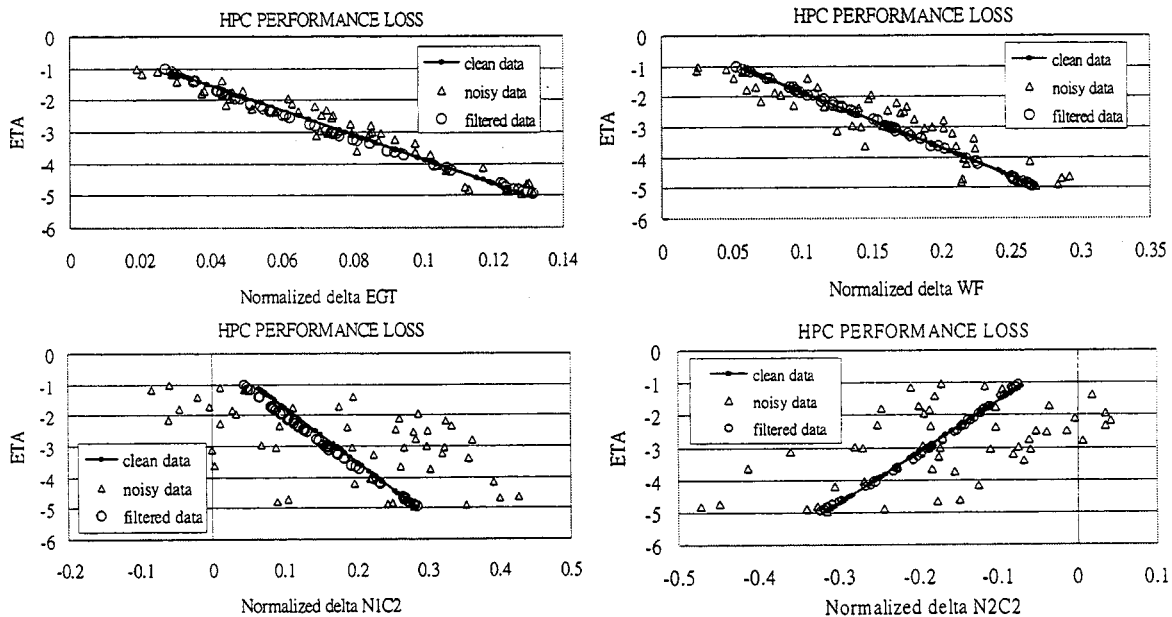 HPC PERFORMANCE LOSS
0
-1
-2
-3
-4
-5
-6
ETA
clean data
noisy data
filtered data
0 0.02 0.04 0.06 0.08 0.1 0.12 0.14
Normalized delta EGT
HPC PERFORMANCE LOSS
0
-1
-2
-3
-4
-5
-6
ETA
clean data
noisy data
filtered data
0 0.05 0.1 0.15 0.2 0.25 0.3 0.35
Normalized delta WF
HPC PERFORMANCE LOSS
0
-1
-2
-3
-4
-5
-6
ETA
clean data
noisy data
filtered data
-0.2 -0.1 0 0.1 0.2 0.3 0.4 0.5
Normalized delta N1C2
HPC PERFORMANCE LOSS
0
-1
-2
-3
-4
-5
-6
ETA
clean data
noisy data
filtered data
-0.5 -0.4 -0.3 -0.2 -0.1 0 0.1
Normalized delta N2C2